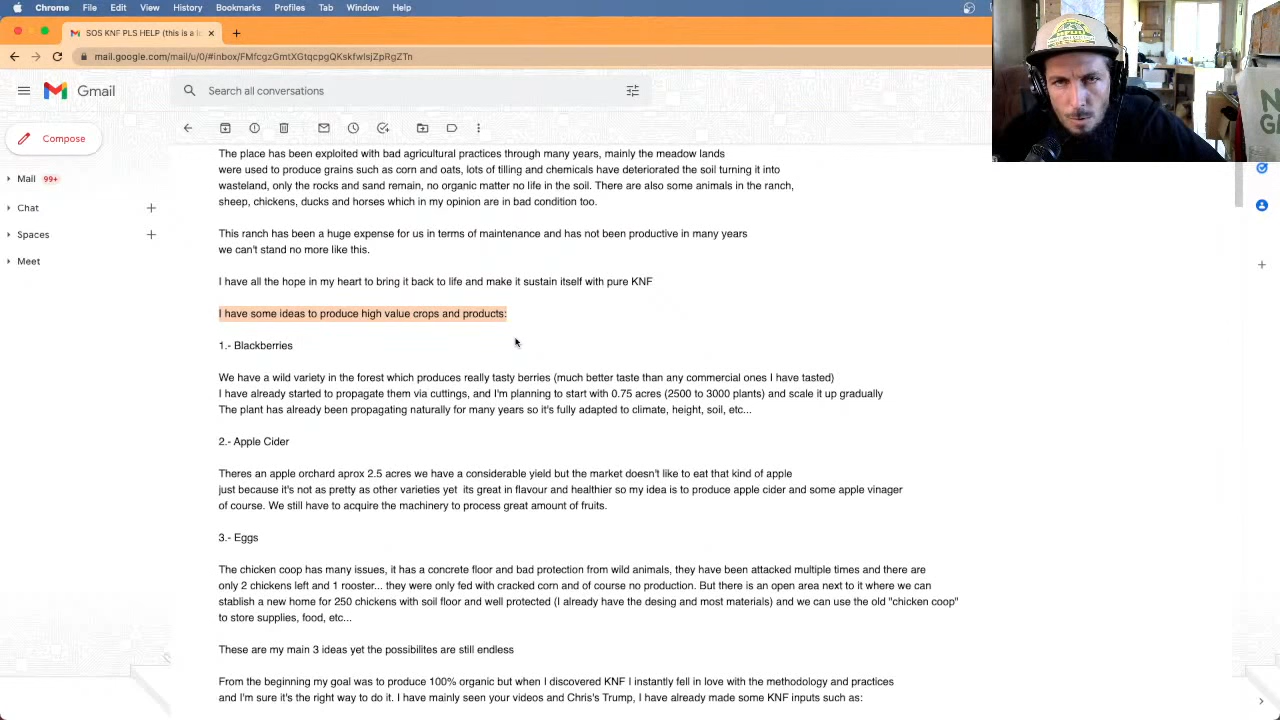 Chrome File Edit View History Bookmarks Profiles Tab Window Help
SOS KNF PLS HELP (this is a l
mail.google.com/mail/u/0/#inbox/FMfcgzGmtXGtqcpgQKskfwIsjZpRgZTn
Gmail
Search all conversations
Compose
Mail 99+
Chat
Spaces
Meet
The place has been exploited with bad agricultural practices through many years, mainly the meadow lands
were used to produce grains such as corn and oats, lots of tilling and chemicals have deteriorated the soil turning it into
wasteland, only the rocks and sand remain, no organic matter no life in the soil. There are also some animals in the ranch,
sheep, chickens, ducks and horses which in my opinion are in bad condition too.
This ranch has been a huge expense for us in terms of maintenance and has not been productive in many years
we can't stand no more like this.
I have all the hope in my heart to bring it back to life and make it sustain itself with pure KNF
I have some ideas to produce high value crops and products:
1.- Blackberries
We have a wild variety in the forest which produces really tasty berries (much better taste than any commercial ones I have tasted)
I have already started to propagate them via cuttings, and I'm planning to start with 0.75 acres (2500 to 3000 plants) and scale it up gradually
The plant has already been propagating naturally for many years so it's fully adapted to climate, height, soil, etc...
2.- Apple Cider
Theres an apple orchard aprox 2.5 acres we have a considerable yield but the market doesn't like to eat that kind of apple
just because it's not as pretty as other varieties yet its great in flavour and healthier so my idea is to produce apple cider and some apple vinager
of course. We still have to acquire the machinery to process great amount of fruits.
3.- Eggs
The chicken coop has many issues, it has a concrete floor and bad protection from wild animals, they have been attacked multiple times and there are
only 2 chickens left and 1 rooster... they were only fed with cracked corn and of course no production. But there is an open area next to it where we can
stablish a new home for 250 chickens with soil floor and well protected (I already have the desing and most materials) and we can use the old "chicken coop"
to store supplies, food, etc...
These are my main 3 ideas yet the possibilites are still endless
From the beginning my goal was to produce 100% organic but when I discovered KNF I instantly fell in love with the methodology and practices
and I'm sure it's the right way to do it. I have mainly seen your videos and Chris's Trump, I have already made some KNF inputs such as: